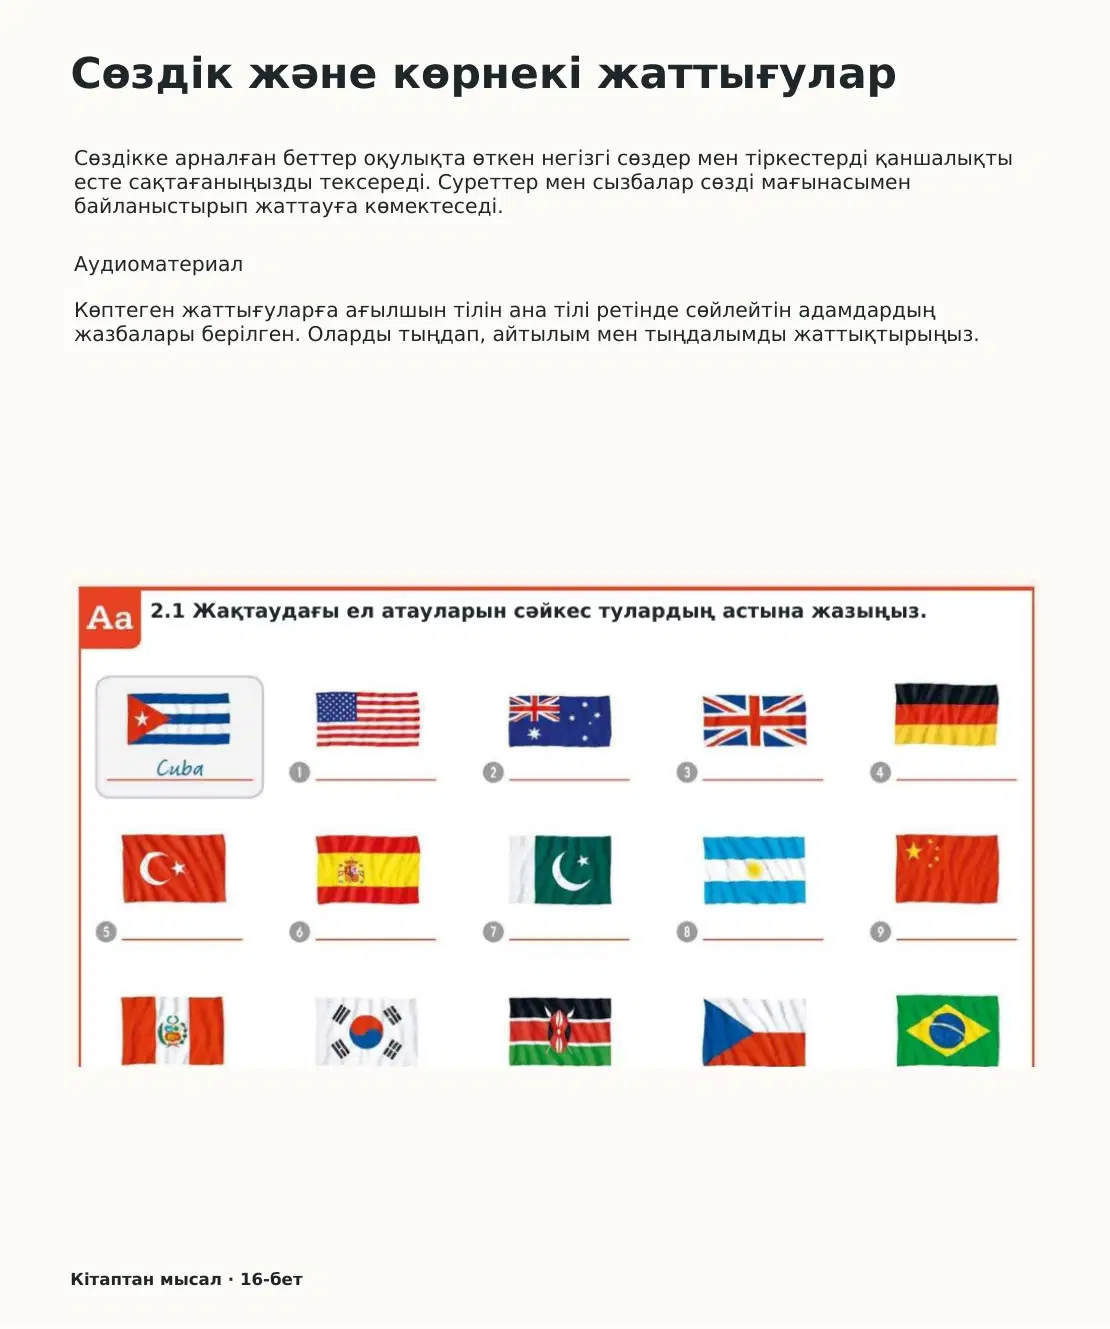 Сөздік және көрнекі жаттығулар
Сөздікке арналған беттер оқулықта өткен негізгі сөздер мен тіркестерді қаншалықты
есте сақтағаныңызды тексереді. Суреттер мен сызбалар сөзді мағынасымен
байланыстырып жаттауға көмектеседі.
Аудиоматериал
Көптеген жаттығуларға ағылшын тілін ана тілі ретінде сөйлейтін адамдардың
жазбалары берілген. Оларды тыңдап, айтылым мен тыңдалымды жаттықтырыңыз.
Aa 2.1 Жақтаудағы ел атауларын сәйкес тулардың астына жазыңыз.
Cuba 1 2 3 4
5 6 7 8 9
Кітаптан мысал · 16-бет